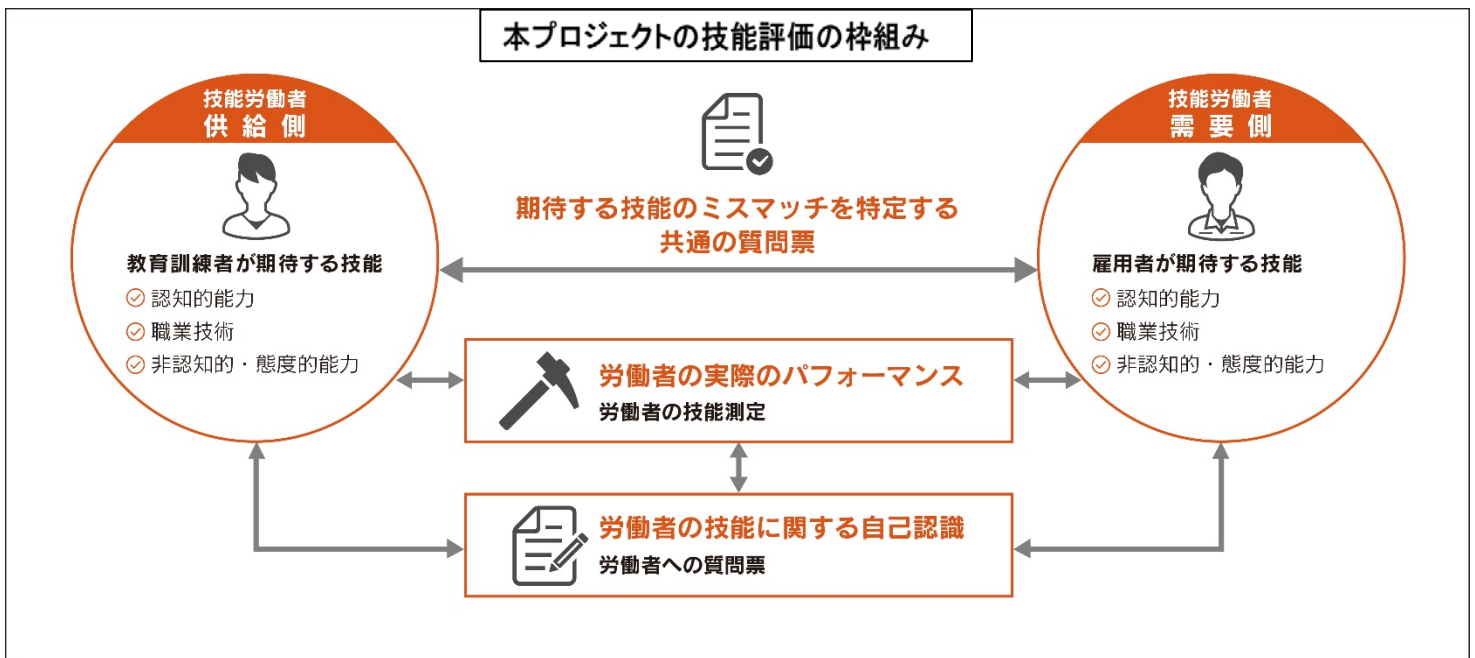 本プロジェクトの技能評価の枠組み
技能労働者
供給側
教育訓練者が期待する技能
認知的能力
職業技術
非認知的・態度的能力
期待する技能のミスマッチを特定する
共通の質問票
技能労働者
需要側
雇用者が期待する技能
認知的能力
職業技術
非認知的・態度的能力
労働者の実際のパフォーマンス
労働者の技能測定
労働者の技能に関する自己認識
労働者への質問票